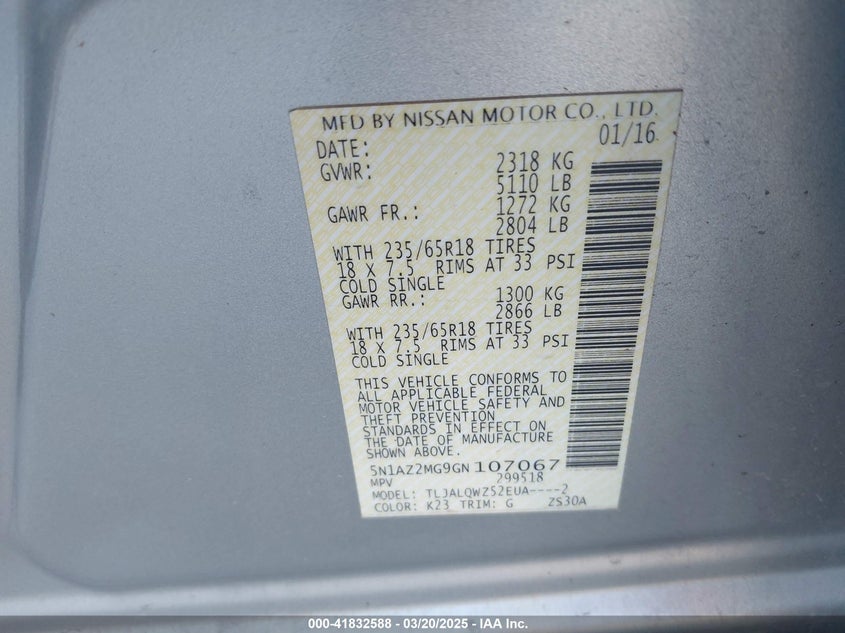 MFD BY NISSAN MOTOR CO., LTD.
DATE: 01/16
GVWR: 2318 KG
5110 LB
GAWR FR.: 1272 KG
2804 LB
WITH 235/65R18 TIRES
18 X 7.5 RIMS AT 33 PSI
COLD SINGLE
GAWR RR.: 1300 KG
2866 LB
WITH 235/65R18 TIRES
18 X 7.5 RIMS AT 33 PSI
COLD SINGLE
THIS VEHICLE CONFORMS TO
ALL APPLICABLE FEDERAL
MOTOR VEHICLE SAFETY AND
THEFT PREVENTION
STANDARDS IN EFFECT ON
THE DATE OF MANUFACTURE
SHOWN ABOVE.
5N1AZ2MG9GN107067
MPV 299518
MODEL: TLJALQWZ52EUA----2
COLOR: K23 TRIM: G ZS30A
000-41832588 — 03/20/2025 — IAA Inc.